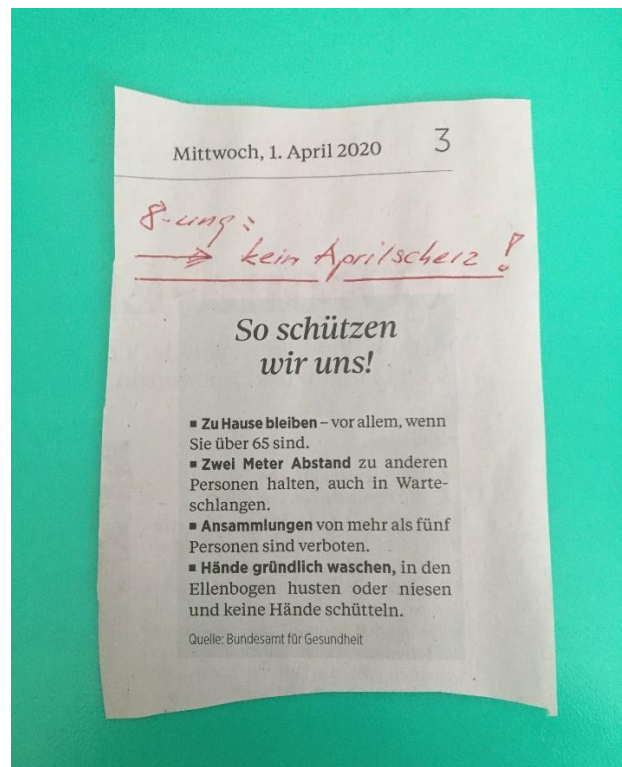 Mittwoch, 1. April 2020 3
8-ung:
→ kein Aprilscherz!
So schützen
wir uns!
▪ Zu Hause bleiben – vor allem, wenn
Sie über 65 sind.
▪ Zwei Meter Abstand zu anderen
Personen halten, auch in Warte-
schlangen.
▪ Ansammlungen von mehr als fünf
Personen sind verboten.
▪ Hände gründlich waschen, in den
Ellenbogen husten oder niesen
und keine Hände schütteln.
Quelle: Bundesamt für Gesundheit